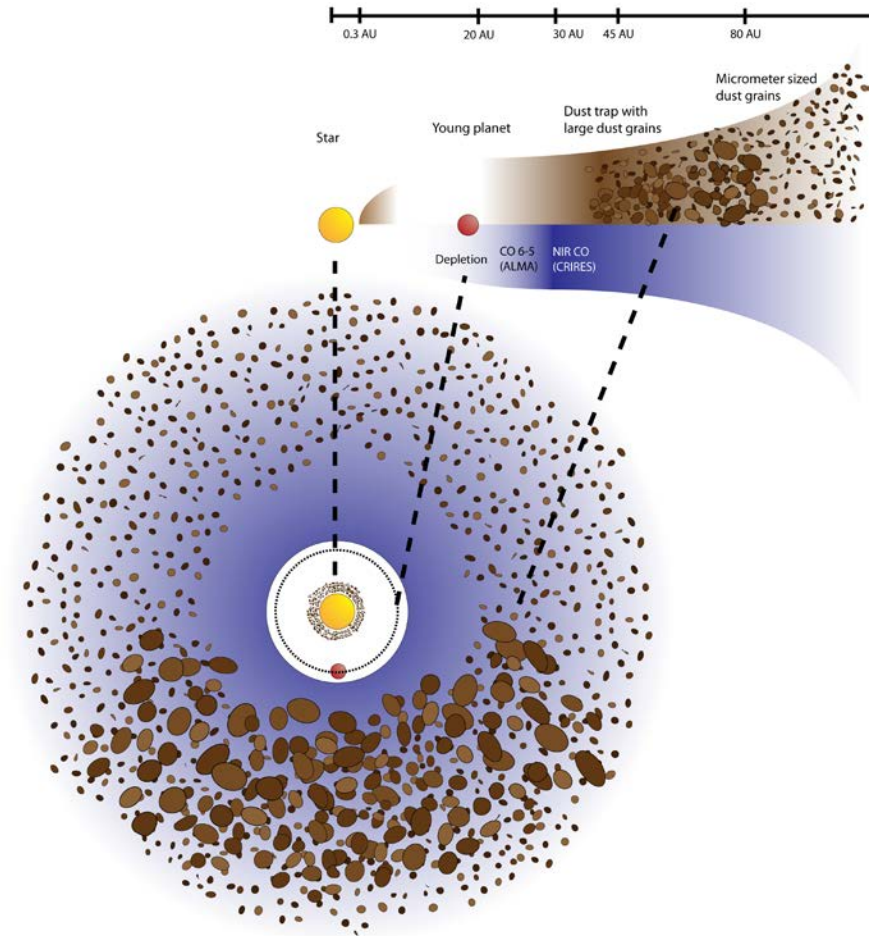 0.3 AU
20 AU
30 AU
45 AU
80 AU
Micrometer sized
dust grains
Dust trap with
large dust grains
Young planet
Star
Depletion
CO 6-5
(ALMA)
NIR CO
(CRIRES)